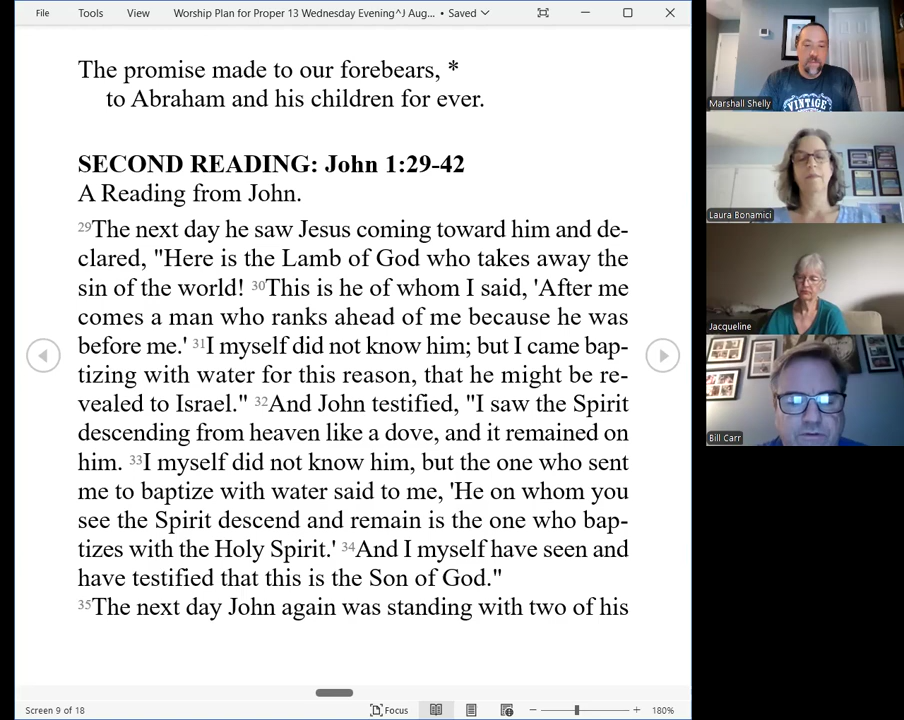 File
Tools
View
Worship Plan for Proper 13 Wednesday Evening^J Aug... • Saved
The promise made to our forebears, *
to Abraham and his children for ever.
SECOND READING: John 1:29-42
A Reading from John.
29The next day he saw Jesus coming toward him and de-
clared, "Here is the Lamb of God who takes away the
sin of the world! 30This is he of whom I said, 'After me
comes a man who ranks ahead of me because he was
before me.' 31I myself did not know him; but I came bap-
tizing with water for this reason, that he might be re-
vealed to Israel." 32And John testified, "I saw the Spirit
descending from heaven like a dove, and it remained on
him. 33I myself did not know him, but the one who sent
me to baptize with water said to me, 'He on whom you
see the Spirit descend and remain is the one who bap-
tizes with the Holy Spirit.' 34And I myself have seen and
have testified that this is the Son of God."
35The next day John again was standing with two of his
Screen 9 of 18
Focus
180%
VINTAGE
Marshall Shelly
Laura Bonamici
Jacqueline
Bill Carr